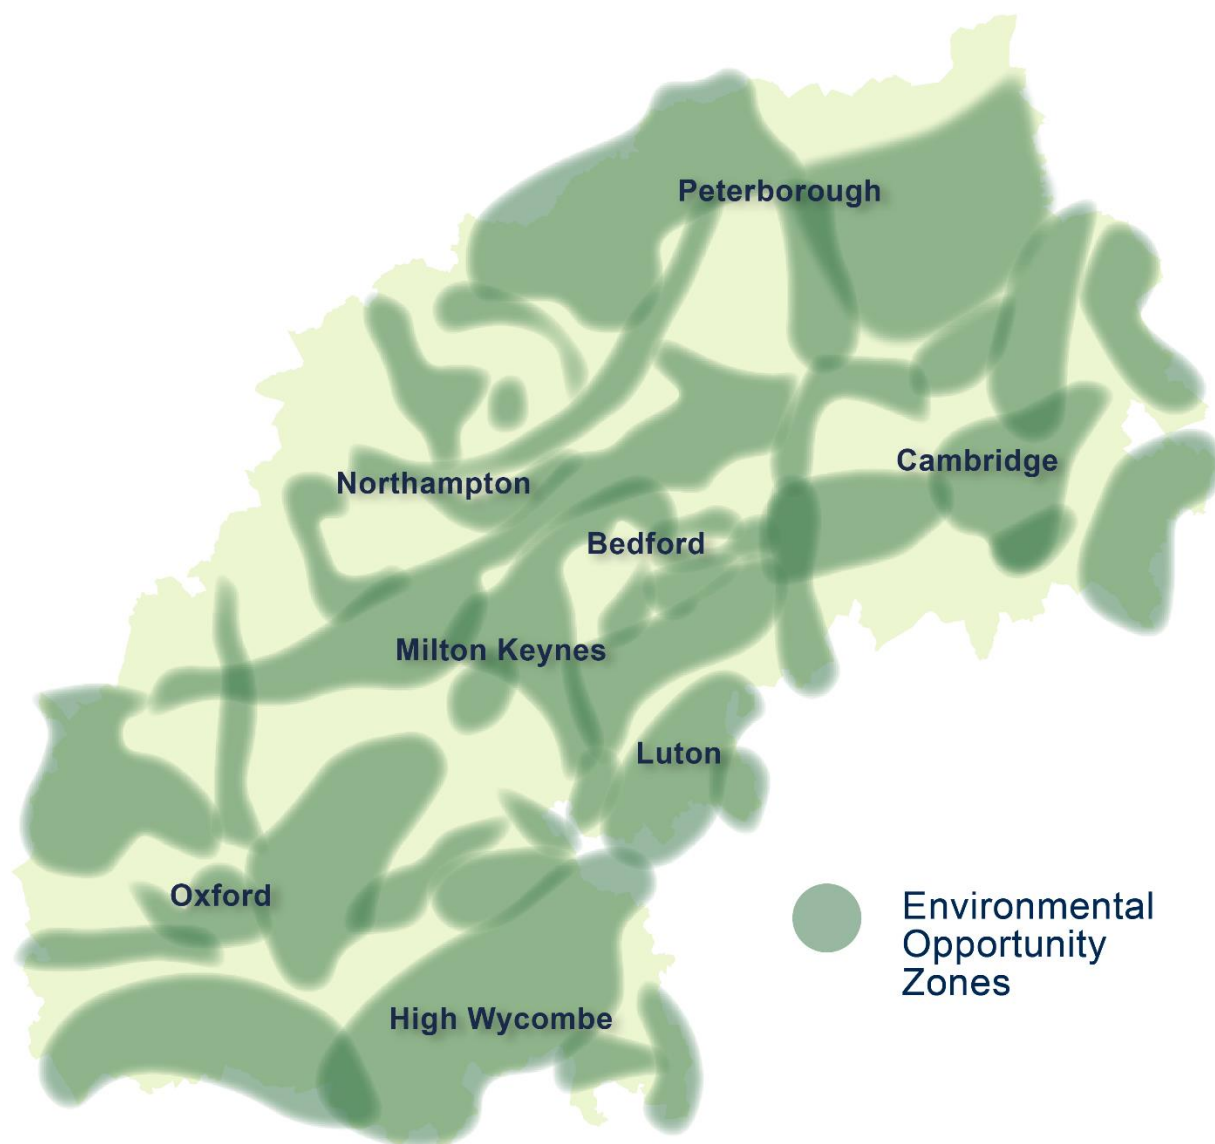 Peterborough
Cambridge
Northampton
Bedford
Milton Keynes
Luton
Oxford
Environmental
Opportunity
Zones
High Wycombe